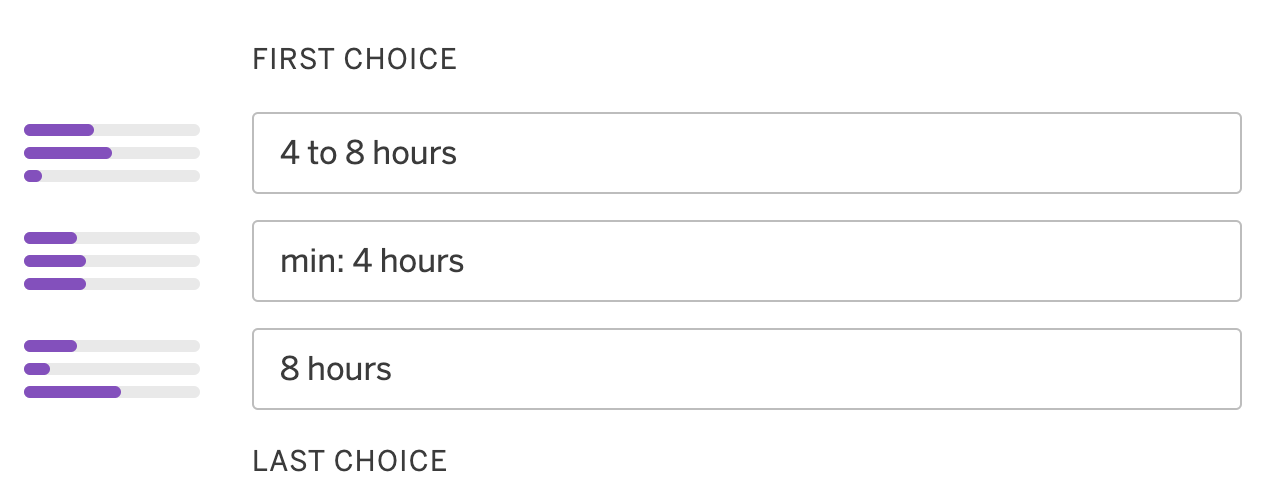 FIRST CHOICE
4 to 8 hours
min: 4 hours
8 hours
LAST CHOICE